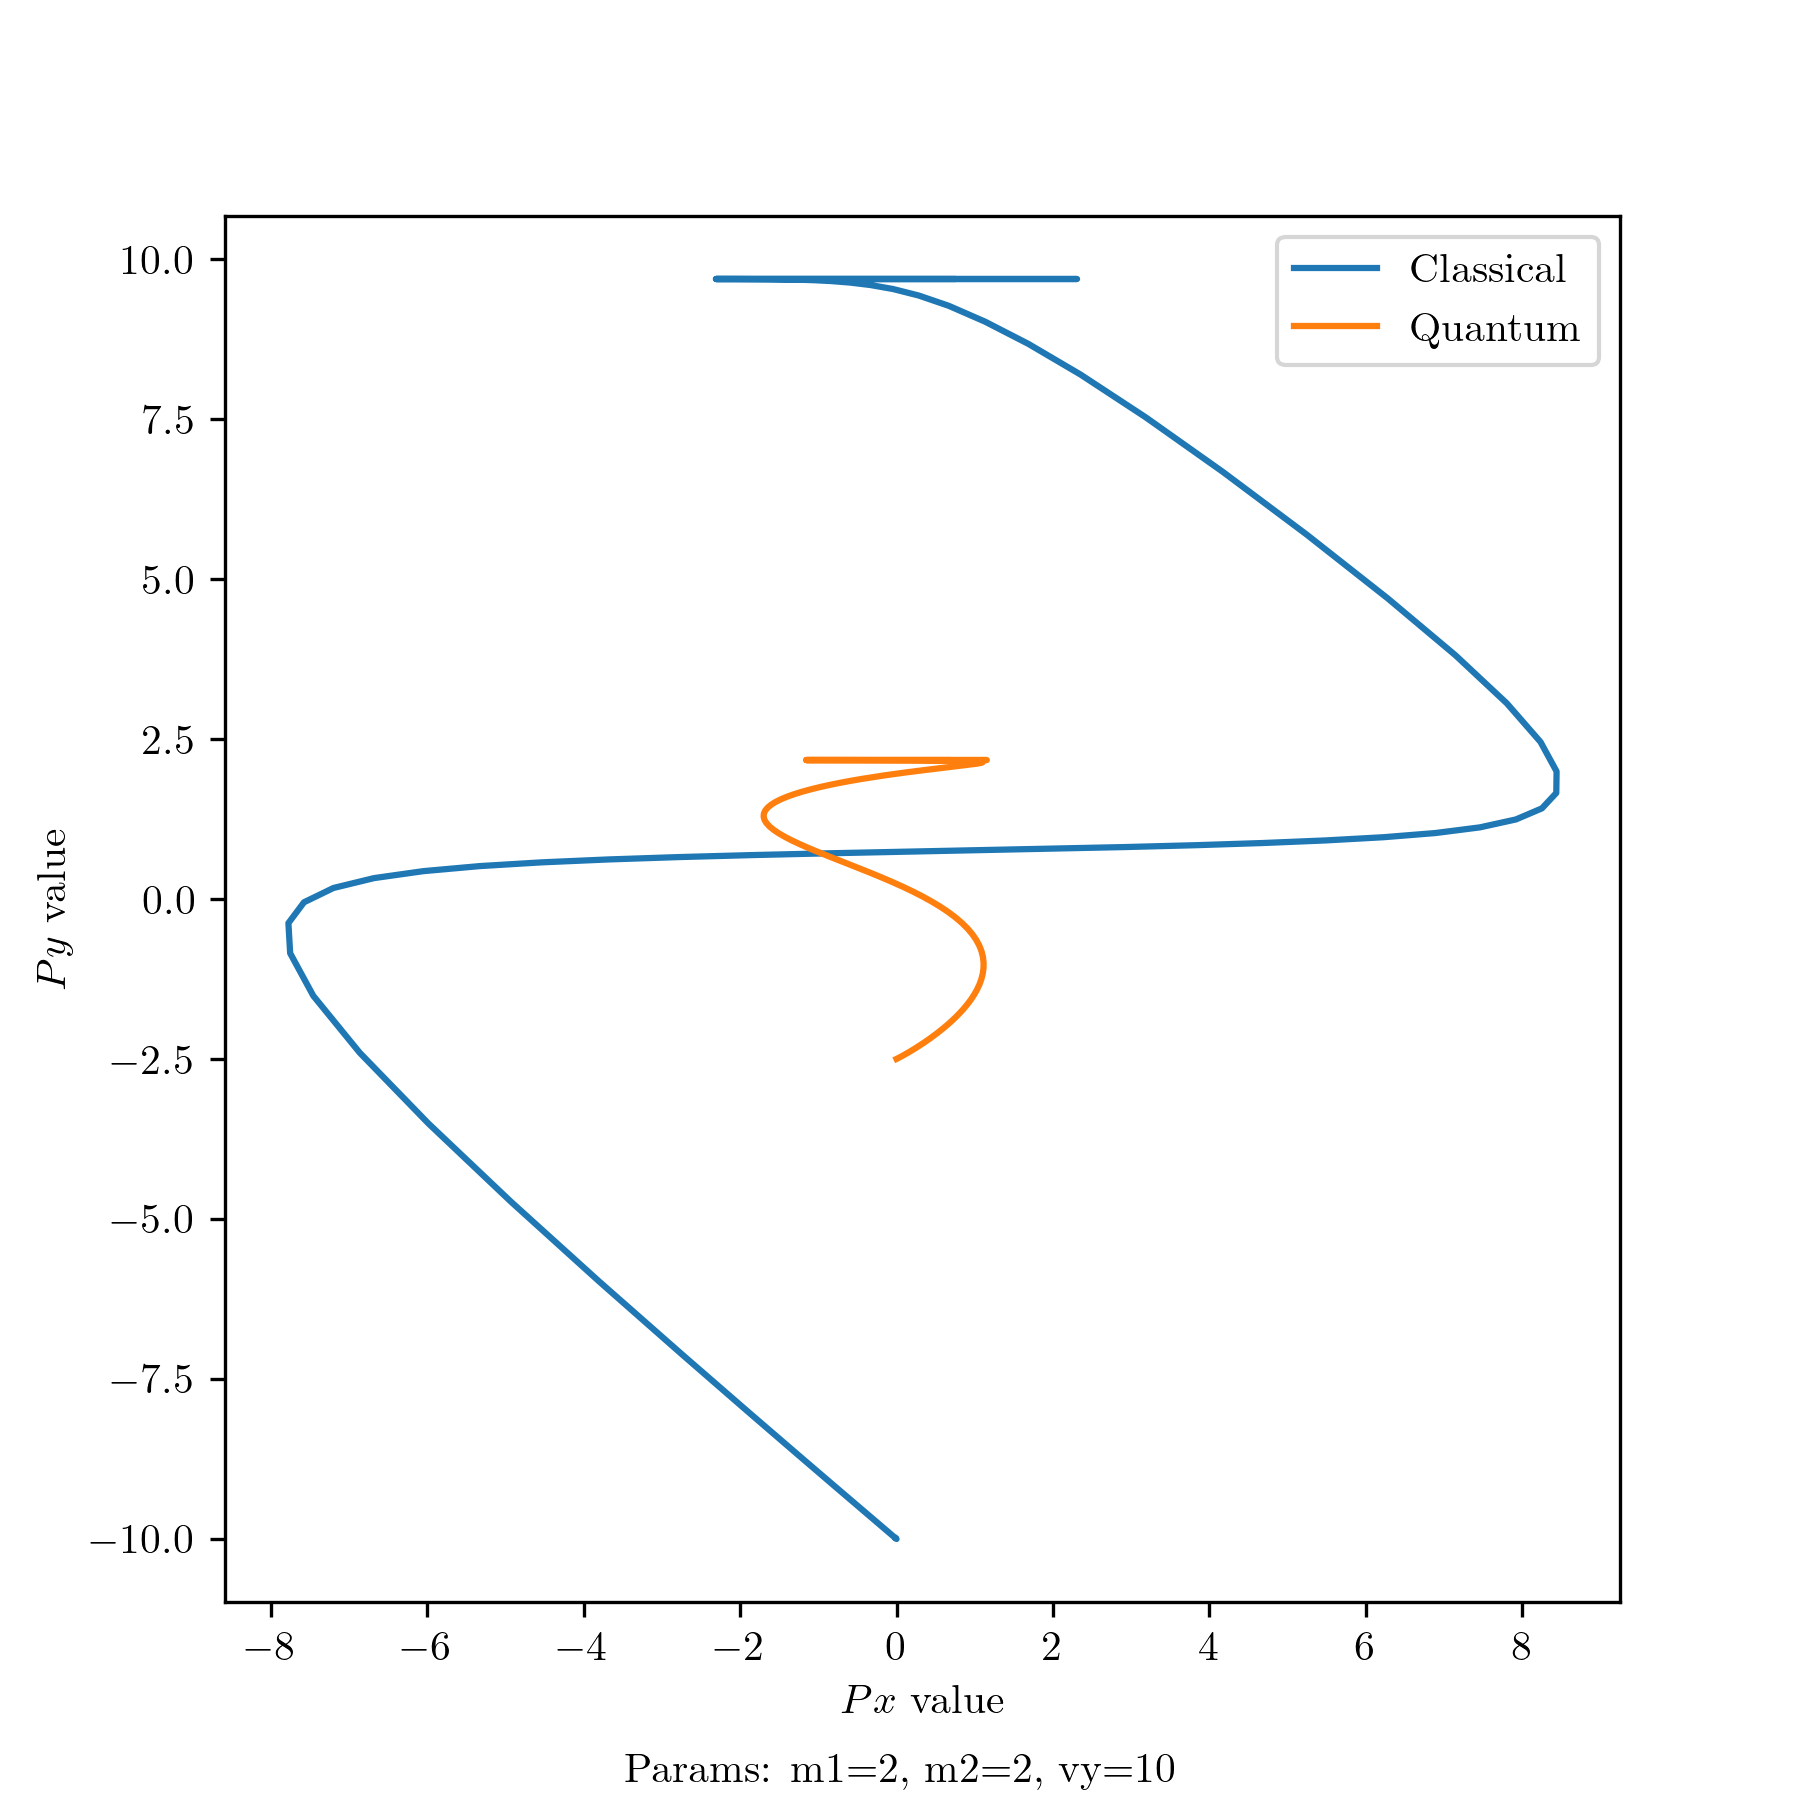 Classical
Quantum
10.0
7.5
5.0
2.5
0.0
−2.5
−5.0
−7.5
−10.0
Py value
−8 −6 −4 −2 0 2 4 6 8
Px value
Params: m1=2, m2=2, vy=10